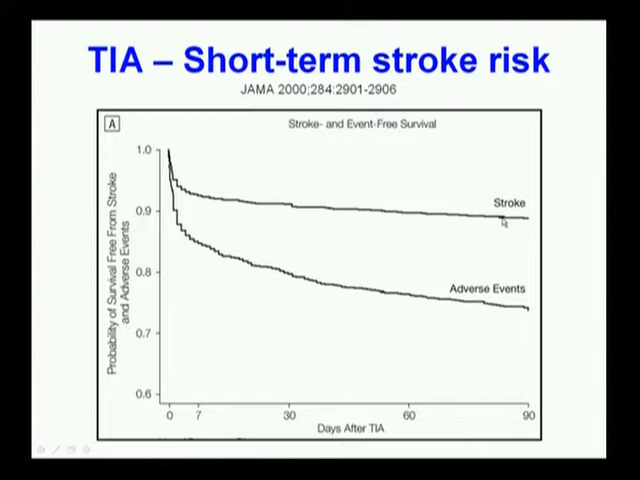 TIA – Short-term stroke risk
JAMA 2000;284:2901-2906
A
Stroke- and Event-Free Survival
Probability of Survival Free From Stroke
and Adverse Events
1.0
0.9
0.8
0.7
0.6
Stroke
Adverse Events
0 7 30 60 90
Days After TIA